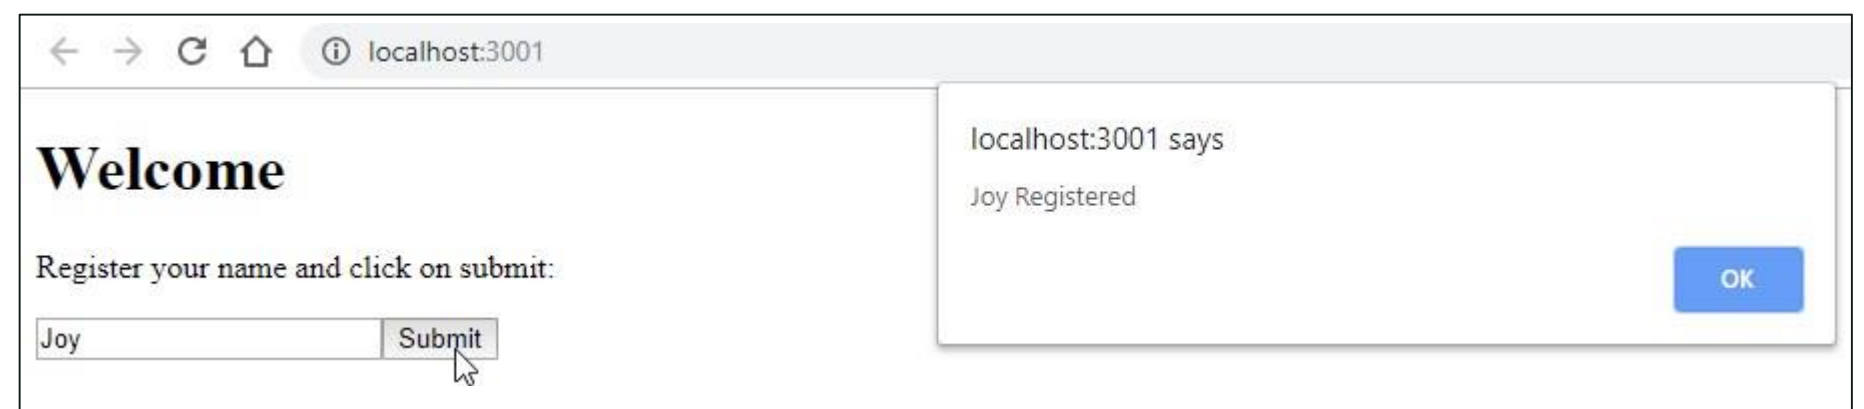 localhost:3001
Welcome
Register your name and click on submit:
Joy
Submit
localhost:3001 says
Joy Registered
OK